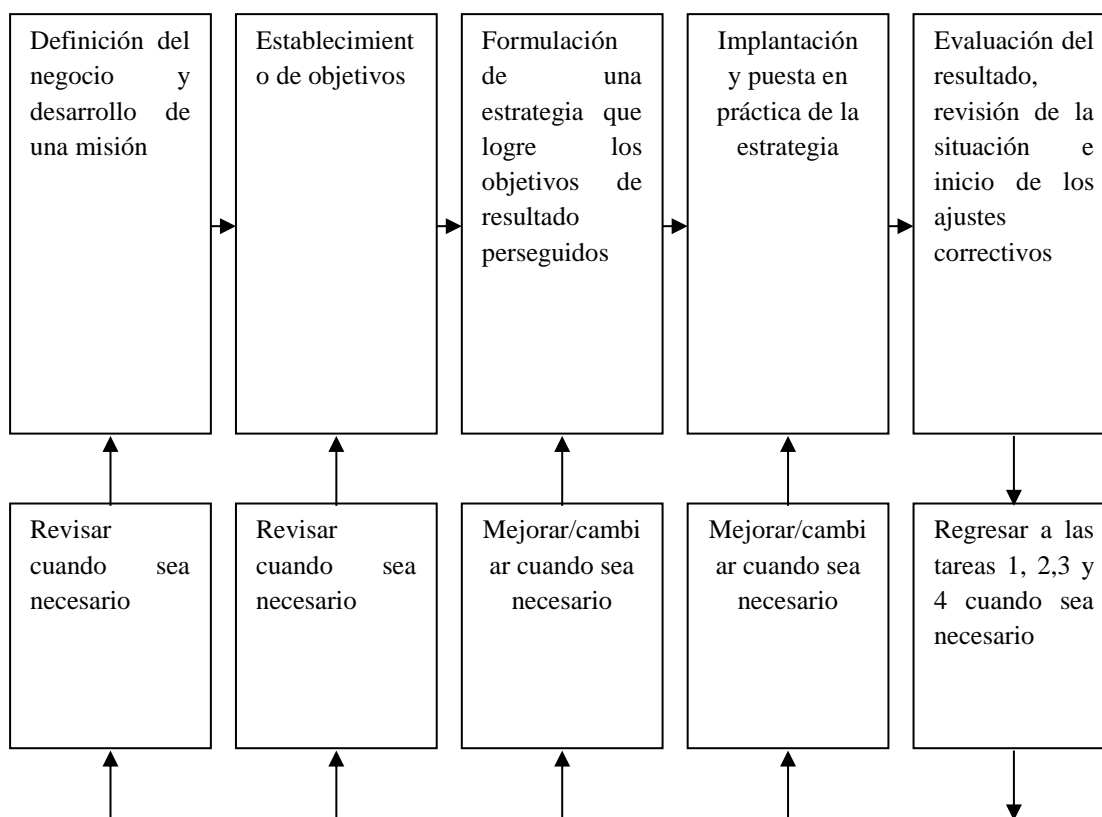 Definición del
negocio y
desarrollo de
una misión
Establecimient
o de objetivos
Formulación
de una
estrategia que
logre los
objetivos de
resultado
perseguidos
Implantación
y puesta en
práctica de la
estrategia
Evaluación del
resultado,
revisión de la
situación e
inicio de los
ajustes
correctivos
Revisar
cuando sea
necesario
Revisar
cuando sea
necesario
Mejorar/cambi
ar cuando sea
necesario
Mejorar/cambi
ar cuando sea
necesario
Regresar a las
tareas 1, 2,3 y
4 cuando sea
necesario